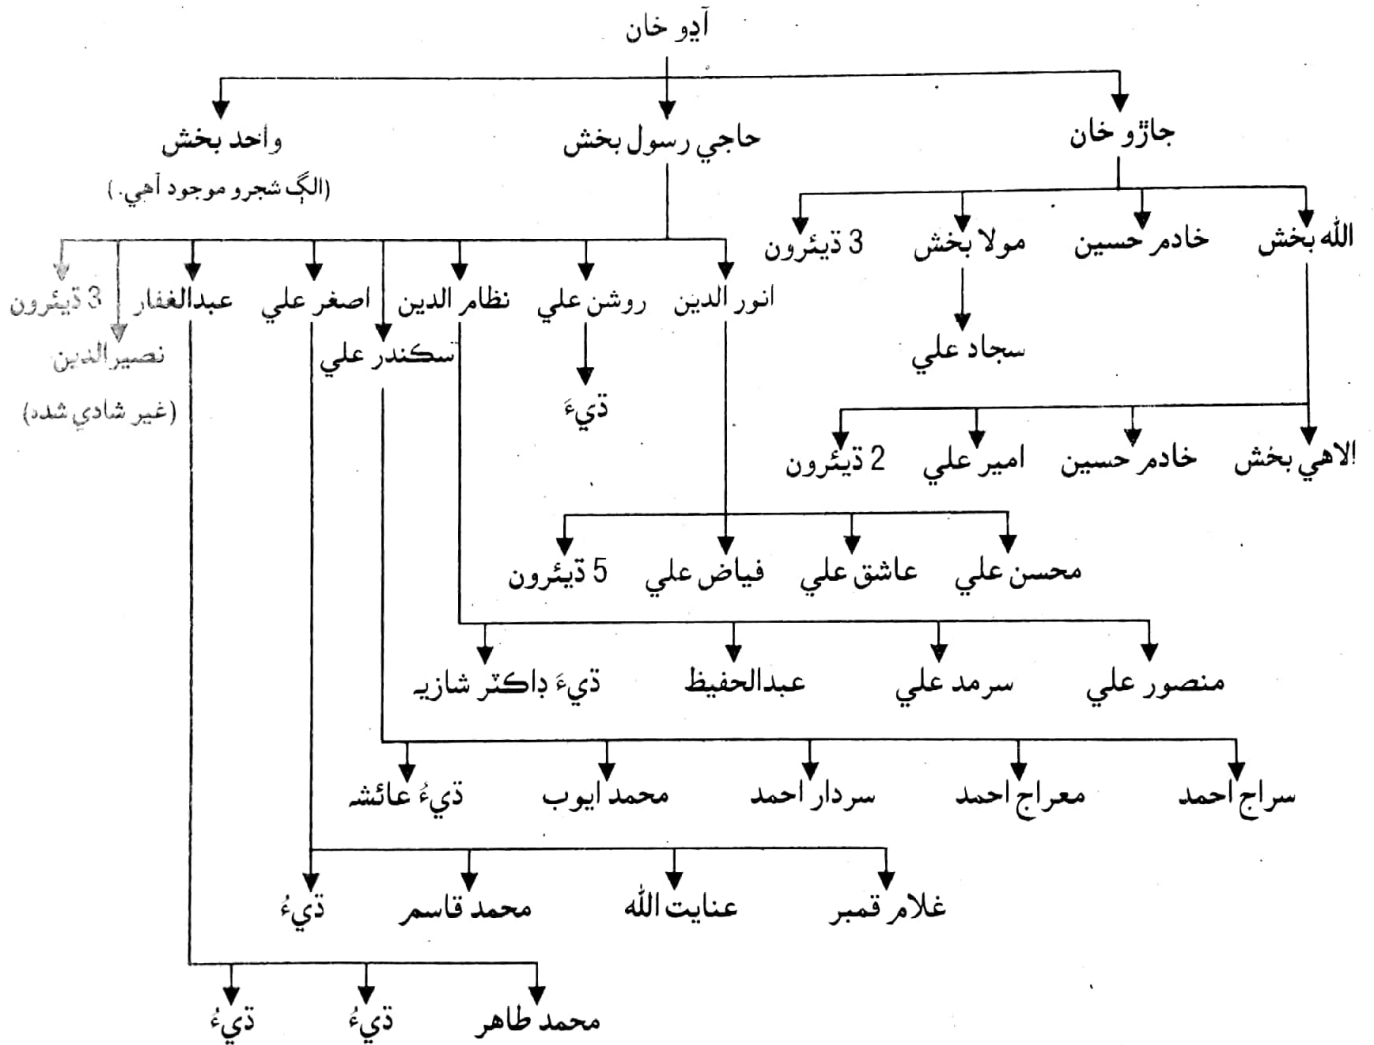 آڍو خان
جاڙو خان
حاجي رسول بخش
واحد بخش
(الڳ شجرو موجود آهي.)
الله بخش
خادم حسين
مولا بخش
3 ڌيئرون
انور الدين
روشن علي
نظام الدين
اصغر علي
عبدالغفار
3 ڌيئرون
سجاد علي
سڪندر علي
نصيرالدين
(غير شادي شده)
ڌيءَ
الاهي بخش
خادم حسين
امير علي
2 ڌيئرون
محسن علي
عاشق علي
فياض علي
5 ڌيئرون
منصور علي
سرمد علي
عبدالحفيظ
ڌيءَ ڊاڪٽر شازيہ
سراج احمد
معراج احمد
سردار احمد
محمد ايوب
ڌيءُ عائشہ
غلام قمبر
عنايت الله
محمد قاسم
ڌيءُ
محمد طاهر
ڌيءُ
ڌيءُ